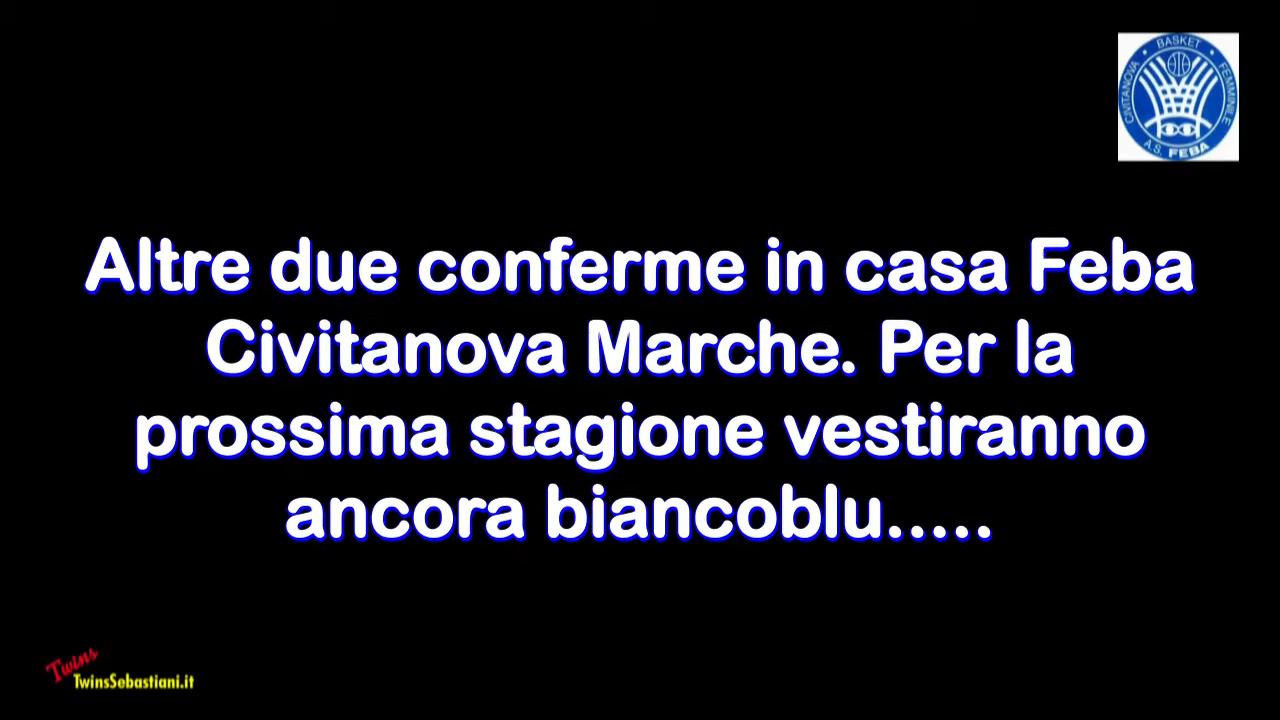 BASKET
CIVITANOVA
FEMMINILE
A.S. FEBA
Altre due conferme in casa Feba
Civitanova Marche. Per la
prossima stagione vestiranno
ancora biancoblu.....
Twins
TwinsSebastiani.it